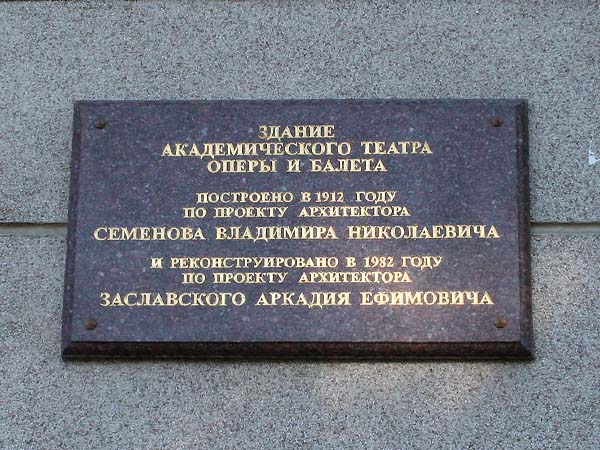 ЗДАНИЕ
АКАДЕМИЧЕСКОГО ТЕАТРА
ОПЕРЫ И БАЛЕТА
ПОСТРОЕНО В 1912 ГОДУ
ПО ПРОЕКТУ АРХИТЕКТОРА
СЕМЕНОВА ВЛАДИМИРА НИКОЛАЕВИЧА
И РЕКОНСТРУИРОВАНО В 1982 ГОДУ
ПО ПРОЕКТУ АРХИТЕКТОРА
ЗАСЛАВСКОГО АРКАДИЯ ЕФИМОВИЧА